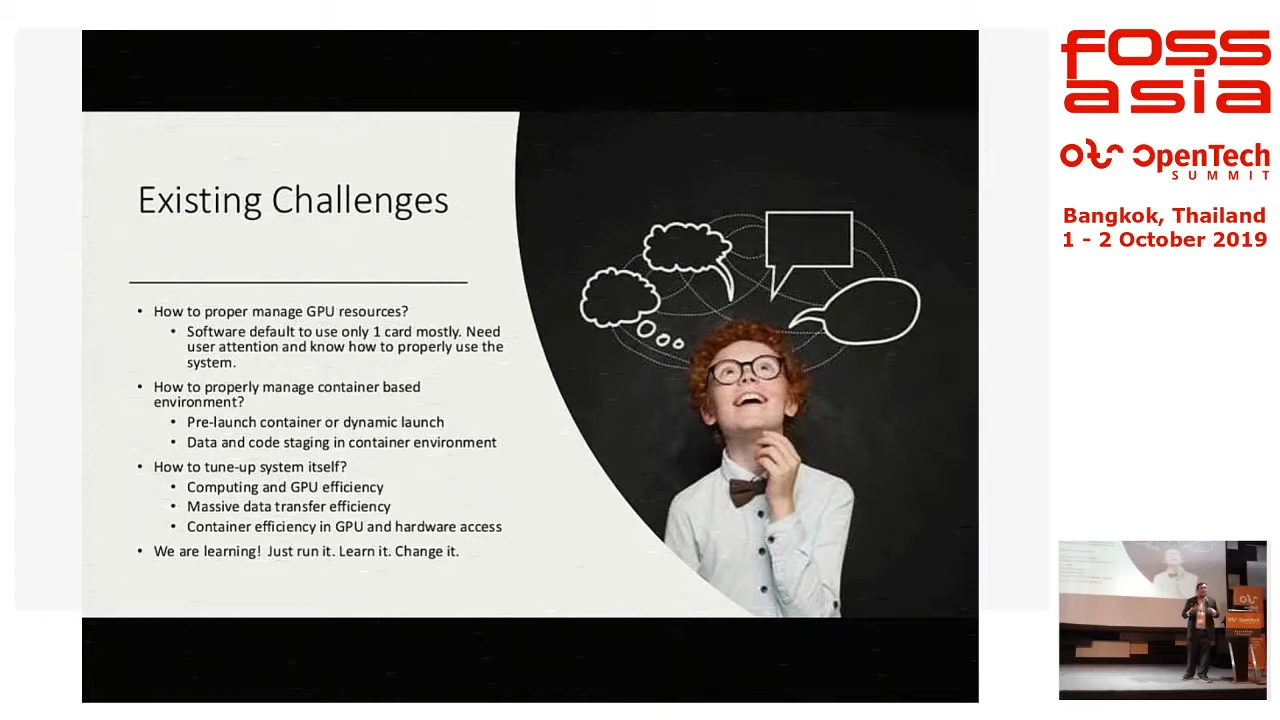 Existing Challenges
• How to proper manage GPU resources?
• Software default to use only 1 card mostly. Need
user attention and know how to properly use the
system.
• How to properly manage container based
environment?
• Pre-launch container or dynamic launch
• Data and code staging in container environment
• How to tune-up system itself?
• Computing and GPU efficiency
• Massive data transfer efficiency
• Container efficiency in GPU and hardware access
• We are learning! Just run it. Learn it. Change it.
foss
asia
OpenTech
SUMMIT
Bangkok, Thailand
1 - 2 October 2019